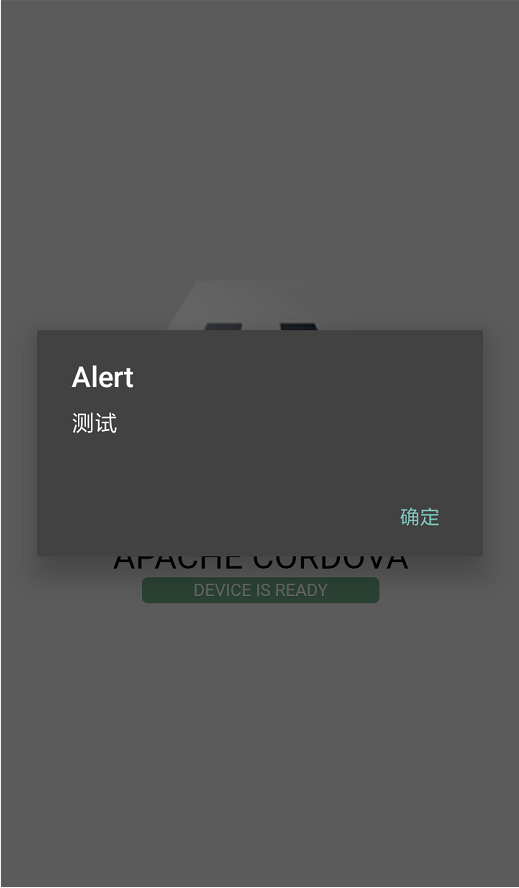 Alert
测试
确定
APACHE CORDOVA
DEVICE IS READY